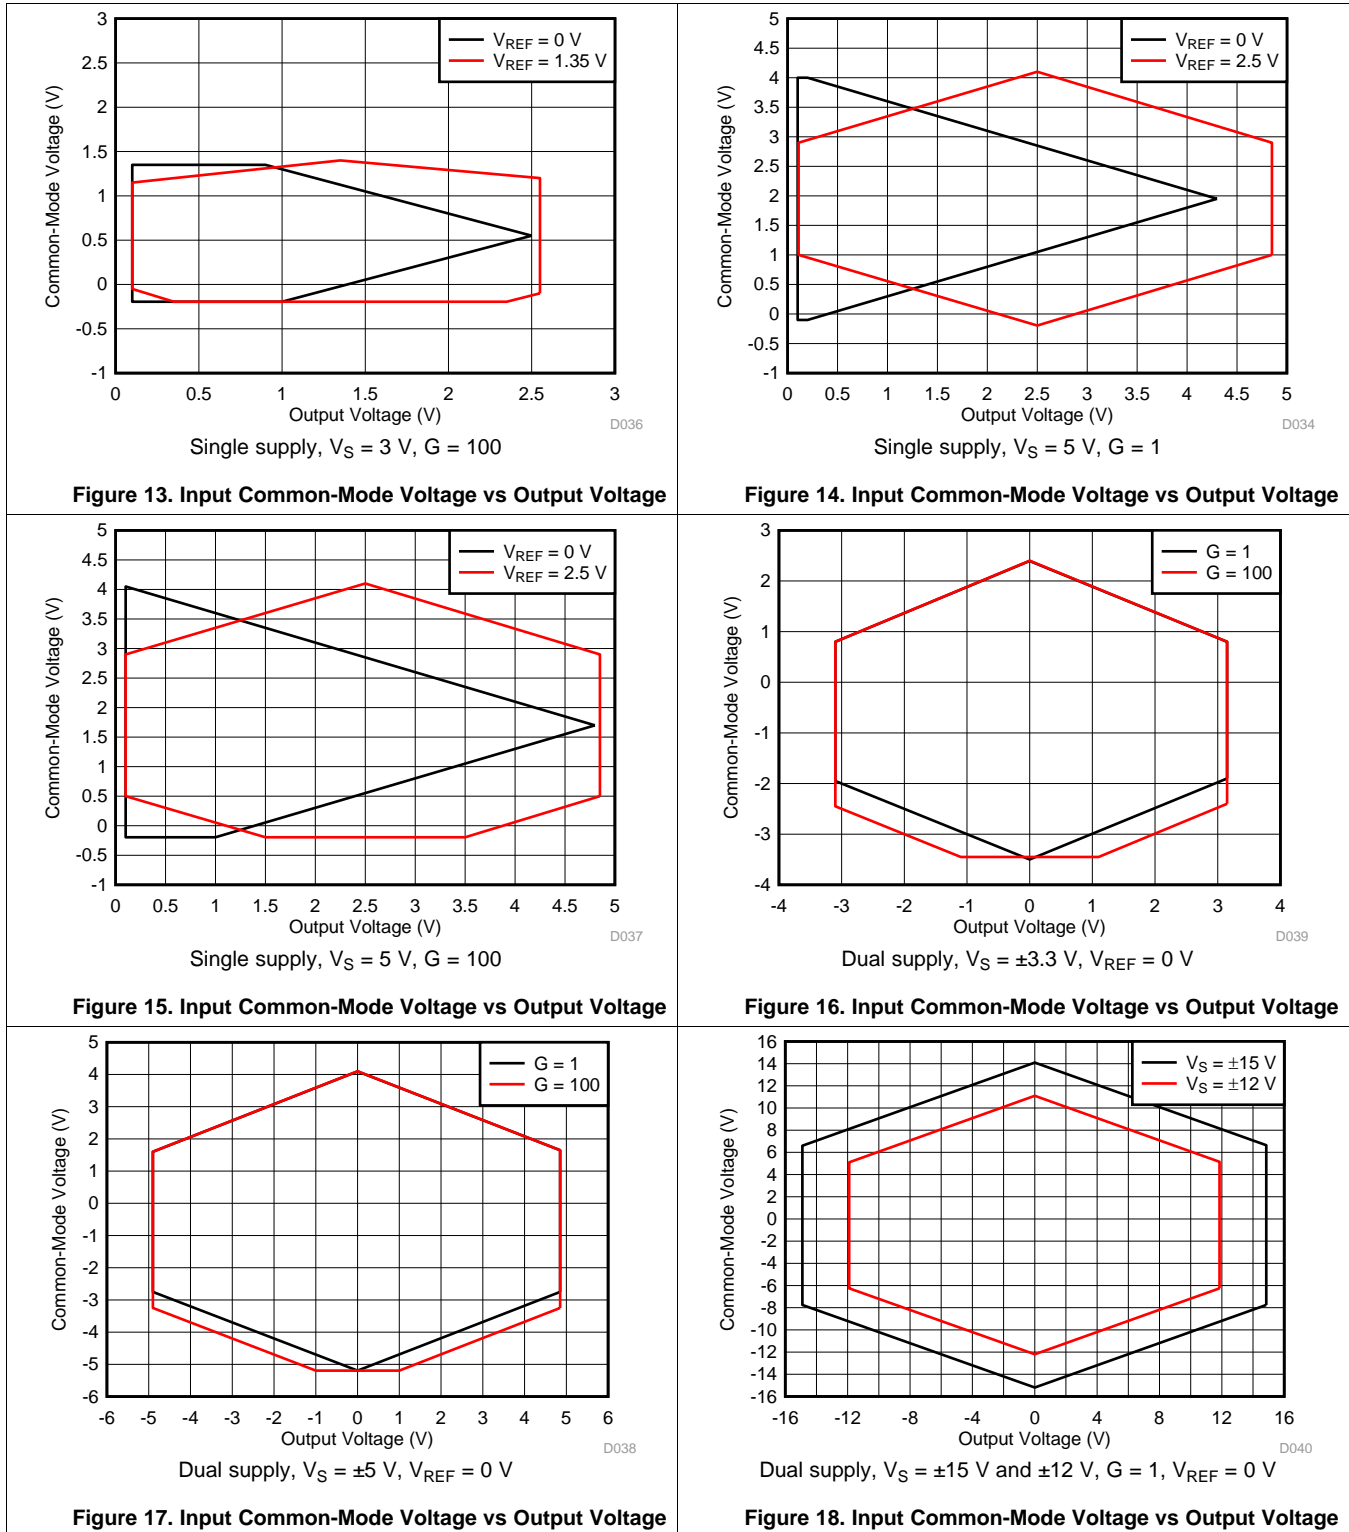 3
2.5
2
1.5
1
0.5
0
-0.5
-1
0 0.5 1 1.5 2 2.5 3
Common-Mode Voltage (V)
Output Voltage (V)
VREF = 0 V
VREF = 1.35 V
D036
Single supply, VS = 3 V, G = 100
Figure 13. Input Common-Mode Voltage vs Output Voltage
5
4.5
4
3.5
3
2.5
2
1.5
1
0.5
0
-0.5
-1
0 0.5 1 1.5 2 2.5 3 3.5 4 4.5 5
Common-Mode Voltage (V)
Output Voltage (V)
VREF = 0 V
VREF = 2.5 V
D034
Single supply, VS = 5 V, G = 1
Figure 14. Input Common-Mode Voltage vs Output Voltage
5
4.5
4
3.5
3
2.5
2
1.5
1
0.5
0
-0.5
-1
0 0.5 1 1.5 2 2.5 3 3.5 4 4.5 5
Common-Mode Voltage (V)
Output Voltage (V)
VREF = 0 V
VREF = 2.5 V
D037
Single supply, VS = 5 V, G = 100
Figure 15. Input Common-Mode Voltage vs Output Voltage
3
2
1
0
-1
-2
-3
-4
-4 -3 -2 -1 0 1 2 3 4
Common-Mode Voltage (V)
Output Voltage (V)
G = 1
G = 100
D039
Dual supply, VS = ±3.3 V, VREF = 0 V
Figure 16. Input Common-Mode Voltage vs Output Voltage
5
4
3
2
1
0
-1
-2
-3
-4
-5
-6
-6 -5 -4 -3 -2 -1 0 1 2 3 4 5 6
Common-Mode Voltage (V)
Output Voltage (V)
G = 1
G = 100
D038
Dual supply, VS = ±5 V, VREF = 0 V
Figure 17. Input Common-Mode Voltage vs Output Voltage
16
14
12
10
8
6
4
2
0
-2
-4
-6
-8
-10
-12
-14
-16
-16 -12 -8 -4 0 4 8 12 16
Common-Mode Voltage (V)
Output Voltage (V)
VS = ±15 V
VS = ±12 V
D040
Dual supply, VS = ±15 V and ±12 V, G = 1, VREF = 0 V
Figure 18. Input Common-Mode Voltage vs Output Voltage